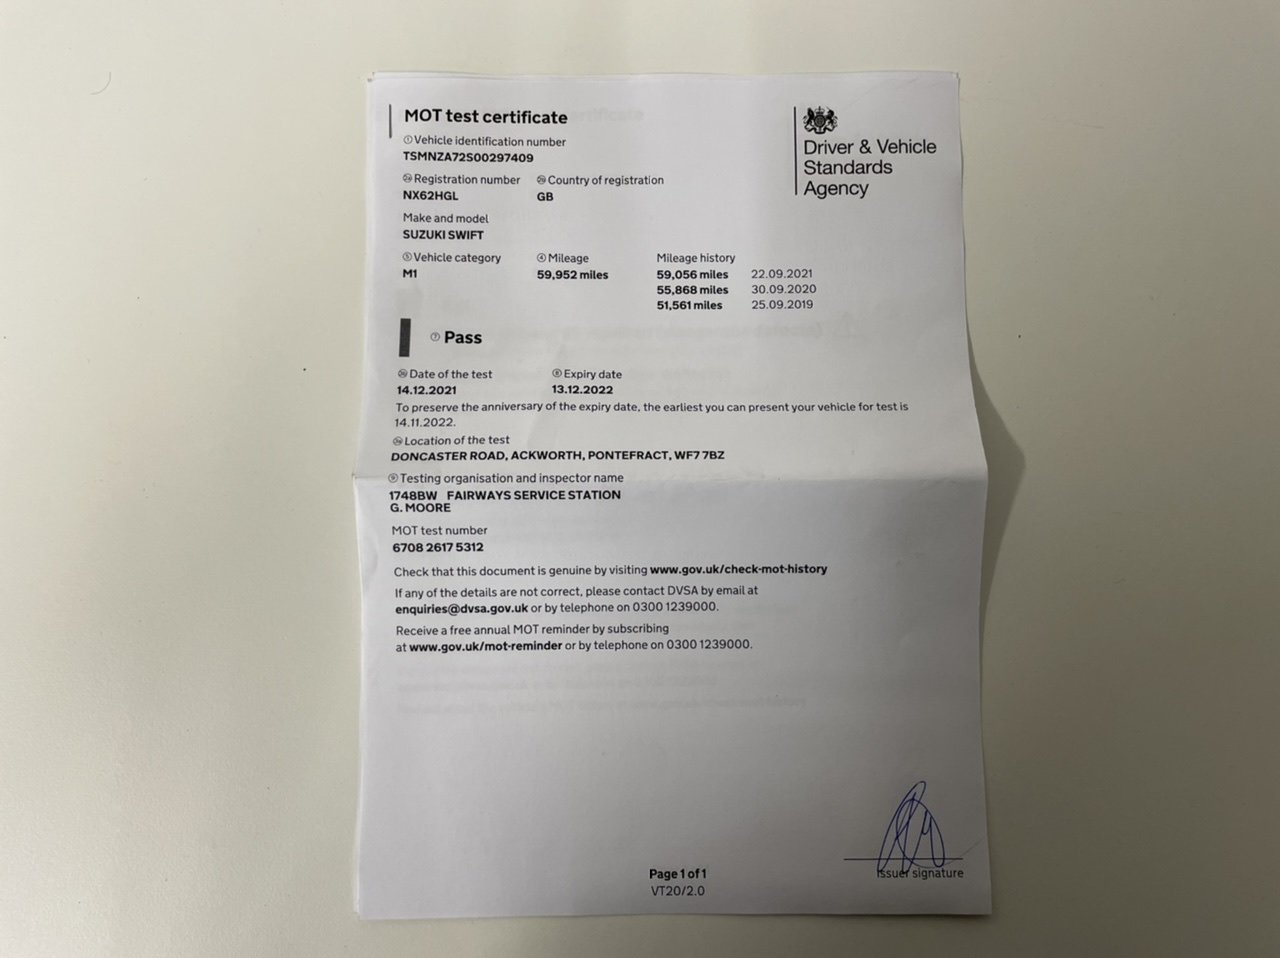 MOT test certificate
① Vehicle identification number
TSMNZA72S00297409
Registration number Country of registration
NX62HGL GB
Make and model
SUZUKI SWIFT
Driver & Vehicle
Standards
Agency
⑤ Vehicle category ④ Mileage Mileage history
M1 59,952 miles 59,056 miles 22.09.2021
55,868 miles 30.09.2020
51,561 miles 25.09.2019
⑦ Pass
Date of the test ⑧ Expiry date
14.12.2021 13.12.2022
To preserve the anniversary of the expiry date, the earliest you can present your vehicle for test is
14.11.2022.
Location of the test
DONCASTER ROAD, ACKWORTH, PONTEFRACT, WF7 7BZ
⑨ Testing organisation and inspector name
1748BW FAIRWAYS SERVICE STATION
G. MOORE
MOT test number
6708 2617 5312
Check that this document is genuine by visiting www.gov.uk/check-mot-history
If any of the details are not correct, please contact DVSA by email at
enquiries@dvsa.gov.uk or by telephone on 0300 1239000.
Receive a free annual MOT reminder by subscribing
at www.gov.uk/mot-reminder or by telephone on 0300 1239000.
Issuer signature
Page 1 of 1
VT20/2.0